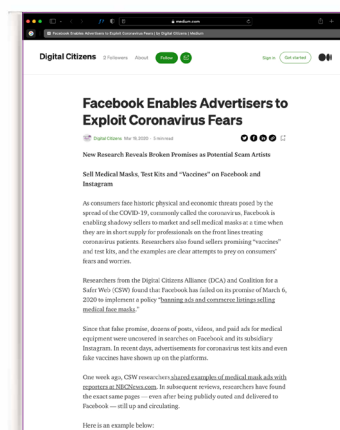 medium.com
Facebook Enables Advertisers to Exploit Coronavirus Fears | by Digital Citizens | Medium
Digital Citizens 0 Followers About Follow Sign in Get started
Facebook Enables Advertisers to
Exploit Coronavirus Fears
Digital Citizens Mar 18, 2020 · 3 min read
New Research Reveals Broken Promises as Potential Scam Artists
Sell Medical Masks, Test Kits and “Vaccines” on Facebook and
Instagram
As consumers face historic physical and economic threats posed by the
spread of the COVID-19, commonly called the coronavirus, Facebook is
enabling shadowy sellers to market and sell medical masks at a time when
they are in short supply for professionals on the front lines treating
coronavirus patients. Researchers also found sellers promising “vaccines”
and test kits, and the examples are clear attempts to prey on consumers’
fears and worries.
Researchers from the Digital Citizens Alliance (DCA) and Coalition for a
Safer Web (CSW) found that Facebook has failed on its promise of March 6,
2020 to implement a policy “banning ads and commerce listings selling
medical face masks.”
Since that false promise, dozens of posts, videos, and paid ads for medical
equipment were uncovered in searches on Facebook and its subsidiary
Instagram. In recent days, advertisements for coronavirus test kits and even
fake vaccines have shown up on the platforms.
One week ago, CSW researchers shared examples of medical mask ads with
reporters at NBCNews.com. In subsequent reviews, researchers have found
the exact same pages — even after being publicly outed and delivered to
Facebook — still up and circulating.
Here is an example below: